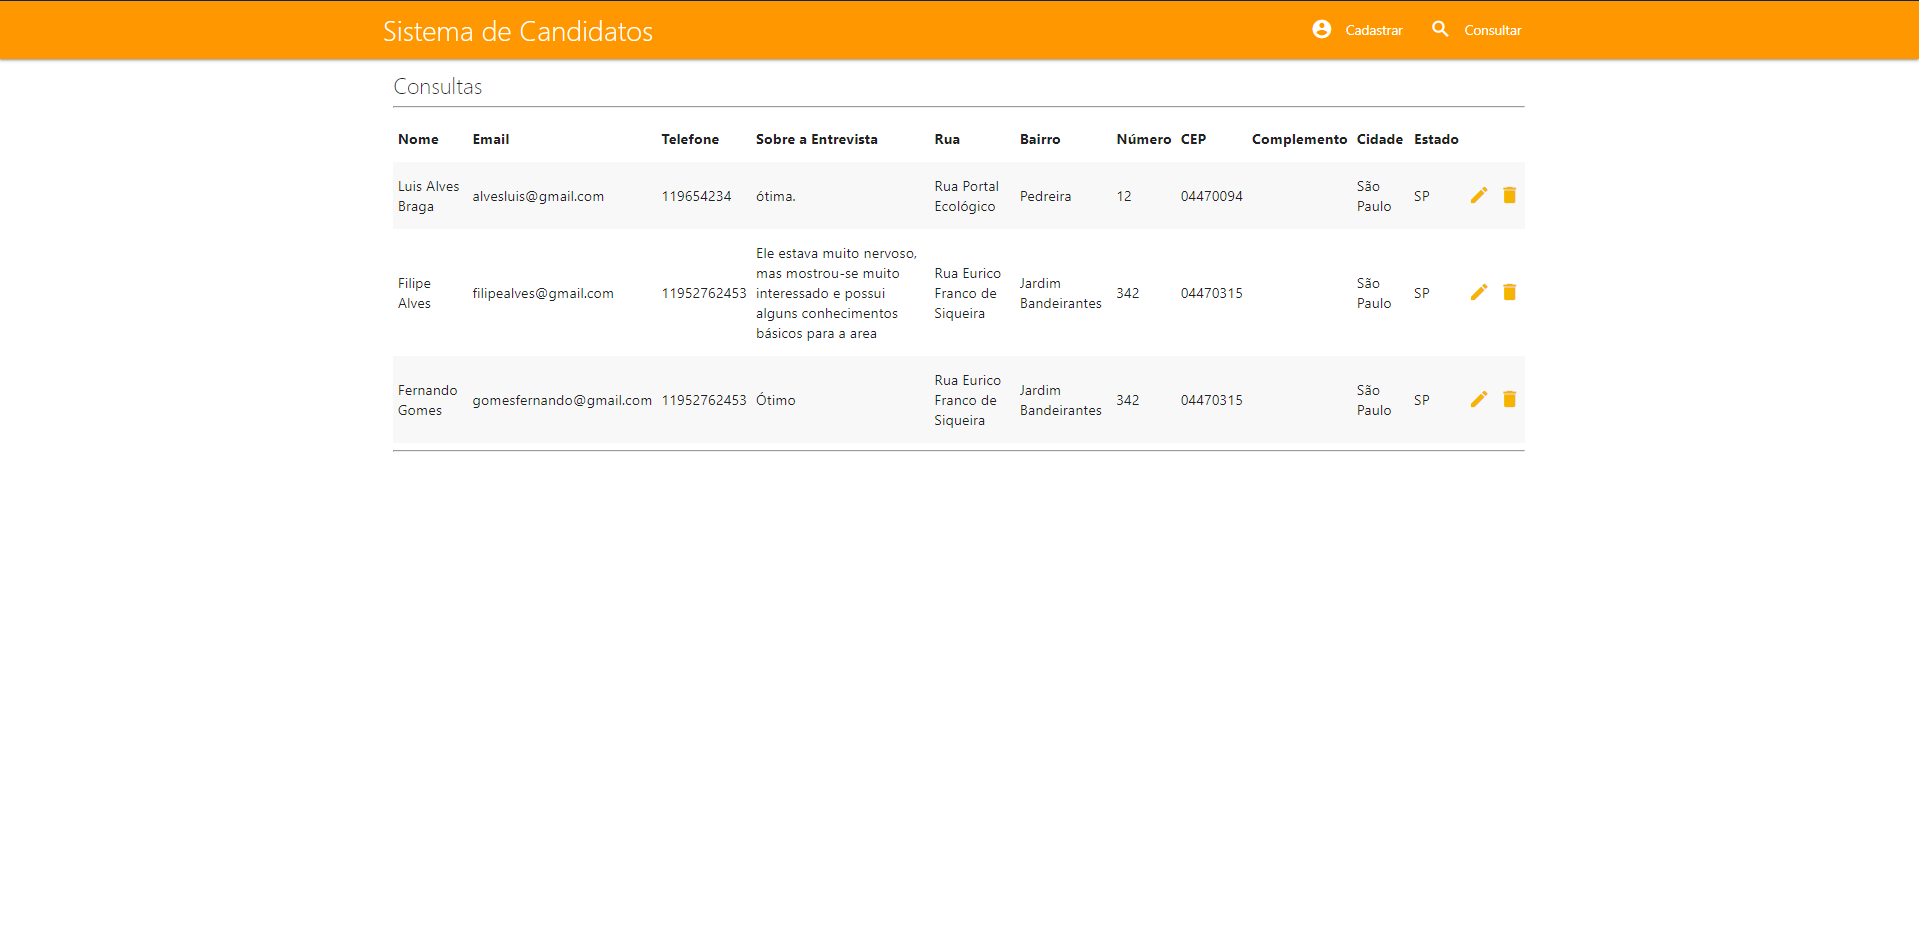 Sistema de Candidatos Cadastrar Consultar
Consultas
Nome Email Telefone Sobre a Entrevista Rua Bairro Número CEP Complemento Cidade Estado
Luis Alves Braga alvesluis@gmail.com 119654234 ótima. Rua Portal Ecológico Pedreira 12 04470094 São Paulo SP
Filipe Alves filipealves@gmail.com 11952762453 Ele estava muito nervoso, mas mostrou-se muito interessado e possui alguns conhecimentos básicos para a area Rua Eurico Franco de Siqueira Jardim Bandeirantes 342 04470315 São Paulo SP
Fernando Gomes gomesfernando@gmail.com 11952762453 Ótimo Rua Eurico Franco de Siqueira Jardim Bandeirantes 342 04470315 São Paulo SP